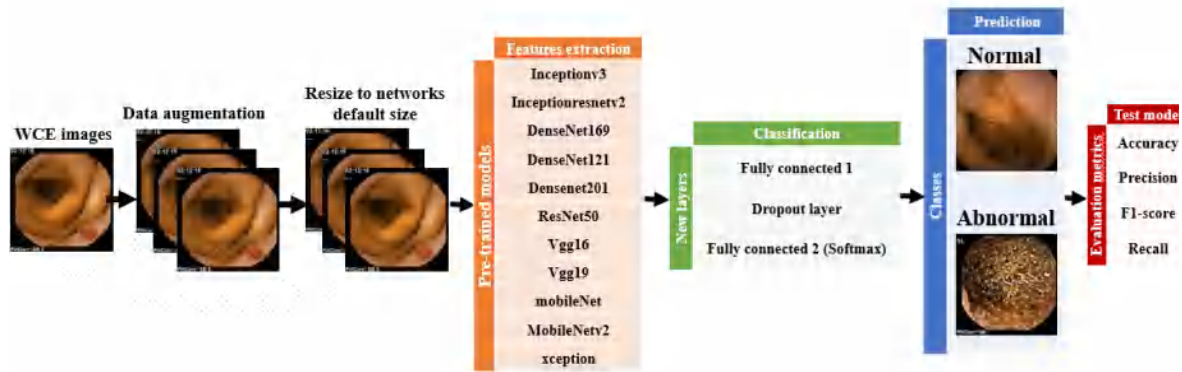 WCE images
Data augmentation
Resize to networks
default size
Pre-trained models
Features extraction
Inceptionv3
Inceptionresnetv2
DenseNet169
DenseNet121
Densenet201
ResNet50
Vgg16
Vgg19
mobileNet
MobileNetv2
xception
New layers
Classification
Fully connected 1
Dropout layer
Fully connected 2 (Softmax)
Classes
Prediction
Normal
Abnormal
Evaluation metrics
Test model
Accuracy
Precision
F1-score
Recall